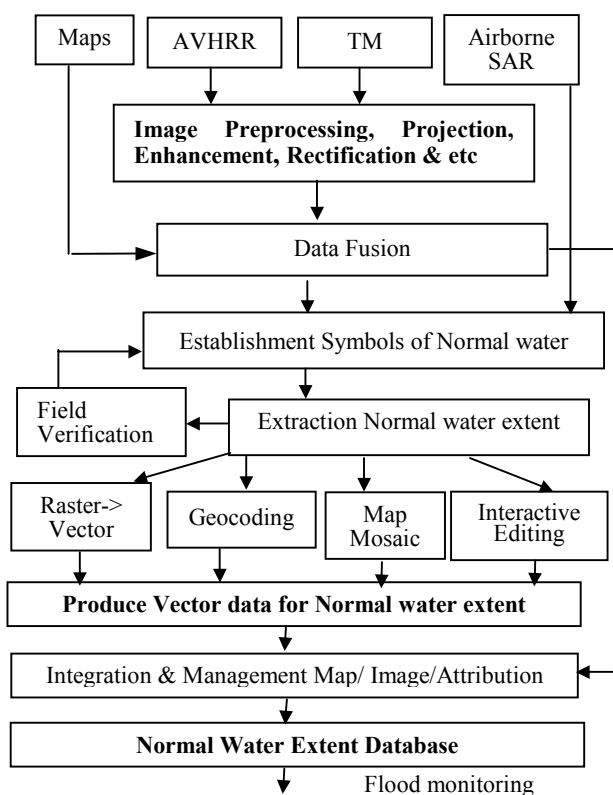 Maps
AVHRR
TM
Airborne
SAR
Image Preprocessing, Projection,
Enhancement, Rectification & etc
Data Fusion
Establishment Symbols of Normal water
Field
Verification
Extraction Normal water extent
Raster->
Vector
Geocoding
Map
Mosaic
Interactive
Editing
Produce Vector data for Normal water extent
Integration & Management Map/ Image/Attribution
Normal Water Extent Database
Flood monitoring